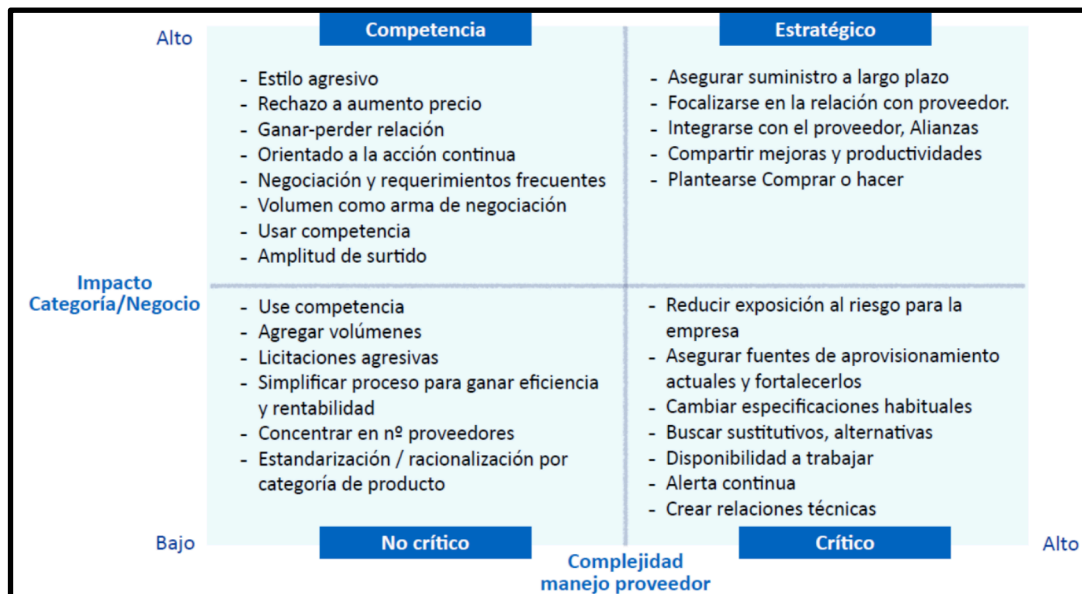 Competencia
Estratégico
Alto
- Estilo agresivo
- Rechazo a aumento precio
- Ganar-perder relación
- Orientado a la acción continua
- Negociación y requerimientos frecuentes
- Volumen como arma de negociación
- Usar competencia
- Amplitud de surtido
- Asegurar suministro a largo plazo
- Focalizarse en la relación con proveedor.
- Integrarse con el proveedor, Alianzas
- Compartir mejoras y productividades
- Plantearse Comprar o hacer
Impacto
Categoría/Negocio
- Use competencia
- Agregar volúmenes
- Licitaciones agresivas
- Simplificar proceso para ganar eficiencia
y rentabilidad
- Concentrar en nº proveedores
- Estandarización / racionalización por
categoría de producto
- Reducir exposición al riesgo para la
empresa
- Asegurar fuentes de aprovisionamiento
actuales y fortalecerlos
- Cambiar especificaciones habituales
- Buscar sustitutivos, alternativas
- Disponibilidad a trabajar
- Alerta continua
- Crear relaciones técnicas
Bajo
No crítico
Crítico
Alto
Complejidad
manejo proveedor